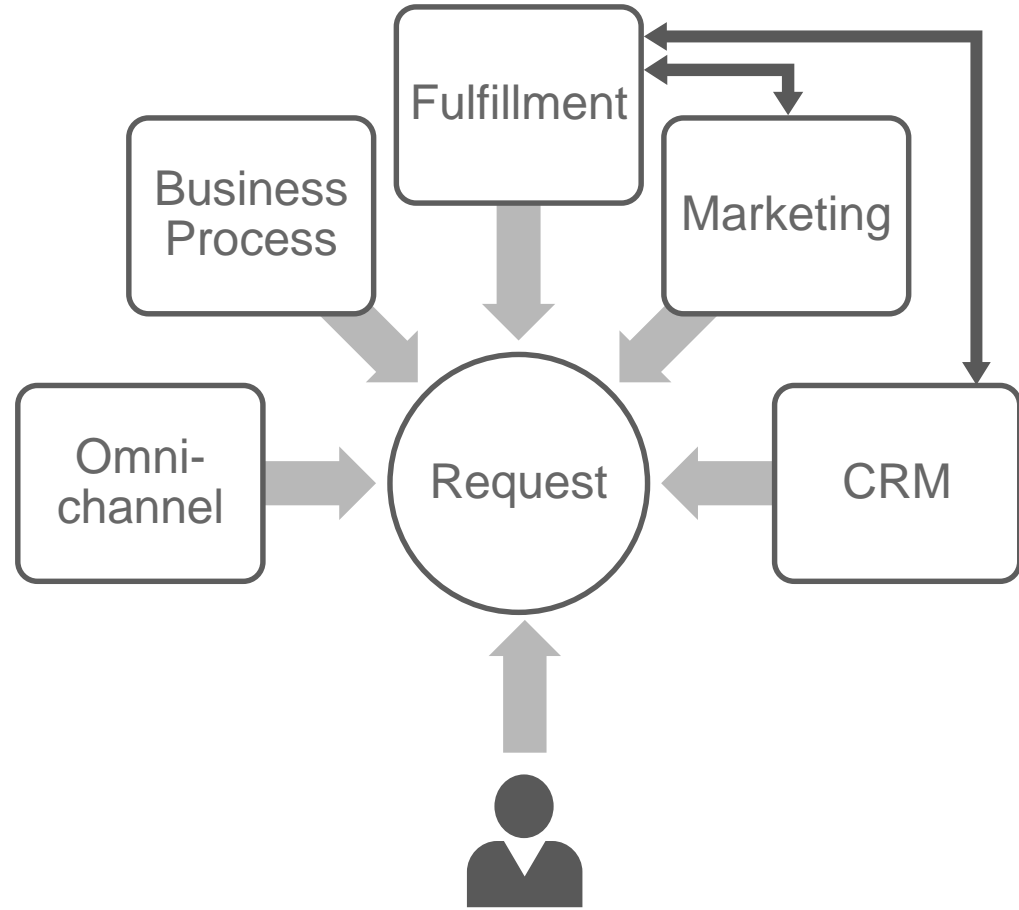 Fulfillment
Business
Process
Marketing
Omni-
channel
Request
CRM